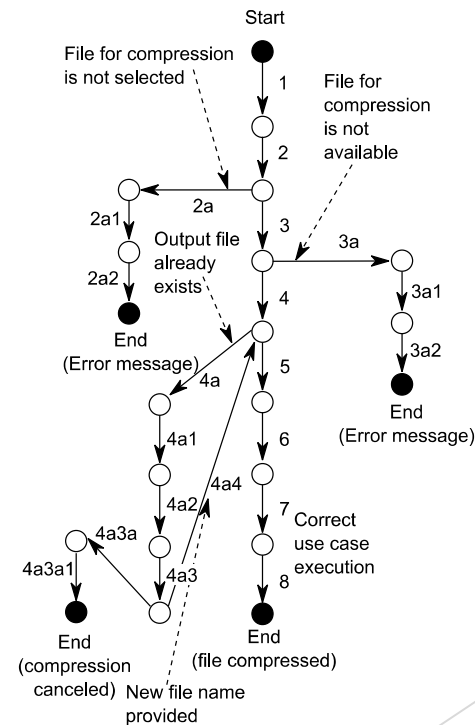 Start
File for compression
is not selected
1
File for
compression
is not
available
2
2a
3
2a1
Output file
already
exists
3a
2a2
4
3a1
End
(Error message)
4a
5
3a2
End
(Error message)
4a1
6
4a2
4a4
7
Correct
use case
execution
4a3a
4a3a1
4a3
8
End
(compression
canceled)
End
(file compressed)
New file name
provided